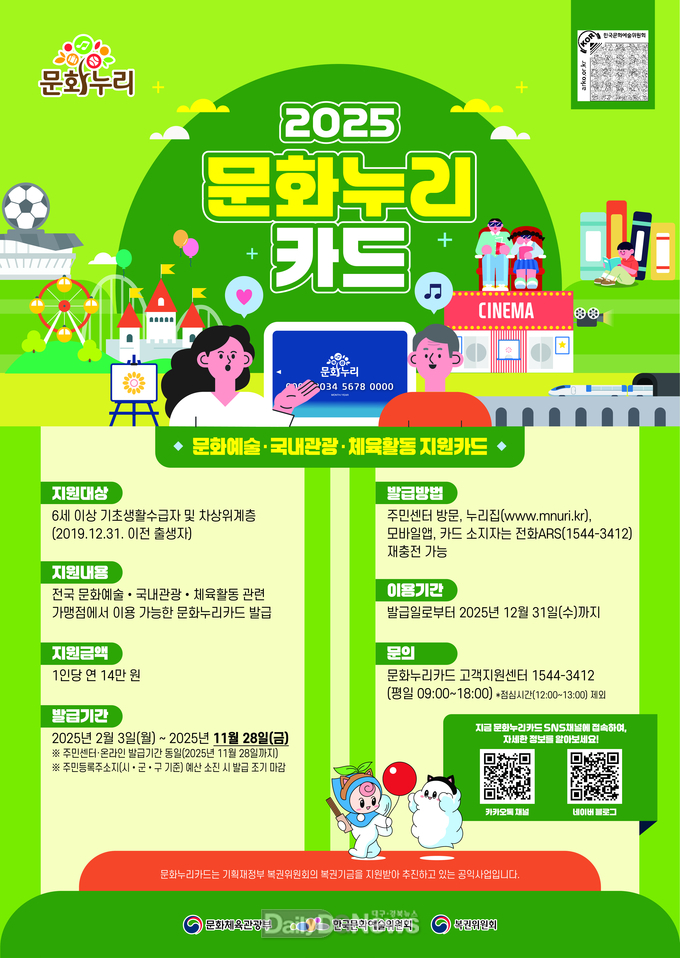 문화누리
KOR
한국문화예술위원회
arko.or.kr
2025
문화누리
카드
CINEMA
문화누리
문화예술·국내관광·체육활동 지원카드
지원대상
6세 이상 기초생활수급자 및 차상위계층
(2019.12.31. 이전 출생자)
지원내용
전국 문화예술·국내관광·체육활동 관련
가맹점에서 이용 가능한 문화누리카드 발급
지원금액
1인당 연 14만 원
발급기간
2025년 2월 3일(월) ~ 2025년 11월 28일(금)
※ 주민센터·온라인 발급기간 동일(2025년 11월 28일까지)
※ 주민등록주소지(시·군·구 기준) 예산 소진 시 발급 조기 마감
발급방법
주민센터 방문, 누리집(www.mnuri.kr),
모바일앱, 카드 소지자는 전화ARS(1544-3412)
재충전 가능
이용기간
발급일로부터 2025년 12월 31일(수)까지
문의
문화누리카드 고객지원센터 1544-3412
(평일 09:00~18:00) *점심시간(12:00~13:00) 제외
지금 문화누리카드 SNS채널에 접속하여,
자세한 정보를 알아보세요!
카카오톡 채널
네이버 블로그
문화누리카드는 기획재정부 복권위원회의 복권기금을 지원받아 추진하고 있는 공익사업입니다.
문화체육관광부
한국문화예술위원회
복권위원회
대구·경북뉴스
DailyDaeNews